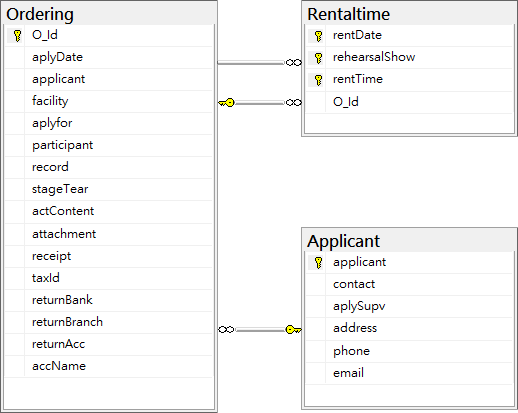 Ordering
O_Id
aplyDate
applicant
facility
aplyfor
participant
record
stageTear
actContent
attachment
receipt
taxId
returnBank
returnBranch
returnAcc
accName
Rentaltime
rentDate
rehearsalShow
rentTime
O_Id
Applicant
applicant
contact
aplySupv
address
phone
email